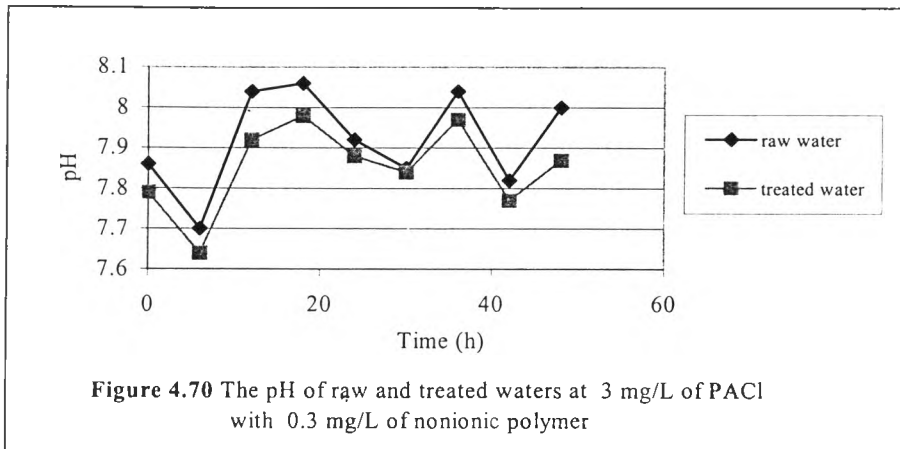 8.1
8
7.9
7.8
7.7
7.6
pH
0
20
40
60
Time (h)
raw water
treated water
Figure 4.70 The pH of raw and treated waters at 3 mg/L of PACl
with 0.3 mg/L of nonionic polymer